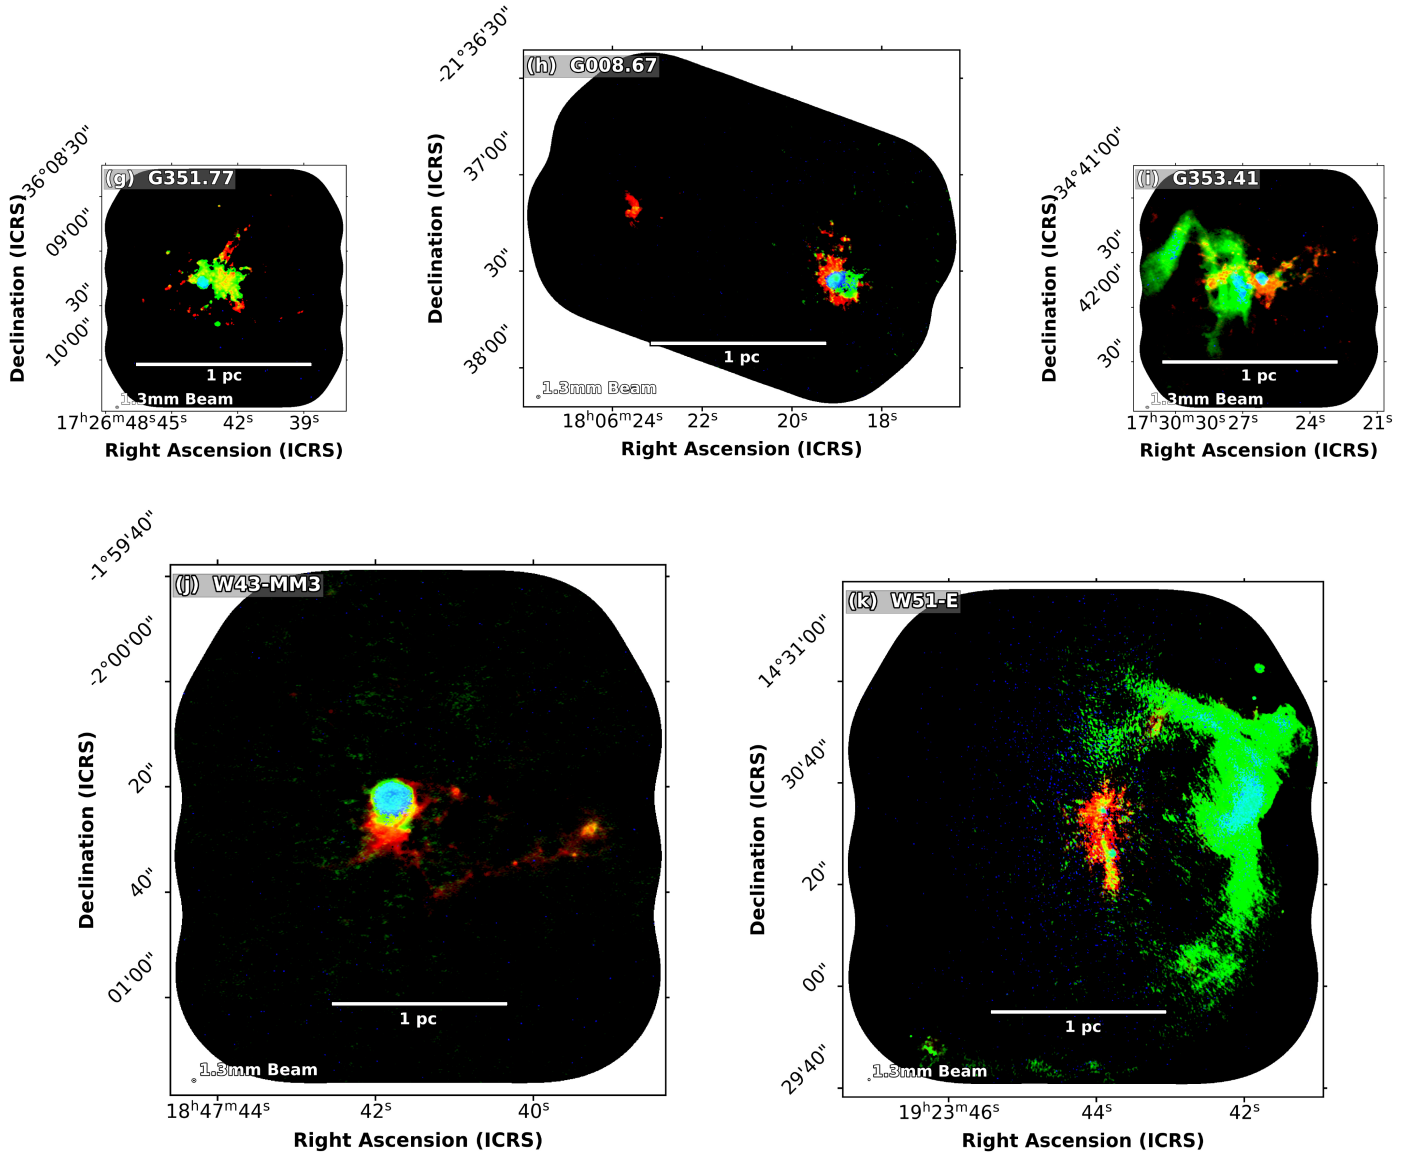 (g) G351.77
Declination (ICRS)
36°08'30"
09'00"
30"
10'00"
1 pc
1.3mm Beam
17ʰ26ᵐ48ˢ 45ˢ 42ˢ 39ˢ
Right Ascension (ICRS)
(h) G008.67
Declination (ICRS)
-21°36'30"
37'00"
30"
38'00"
1 pc
1.3mm Beam
18ʰ06ᵐ24ˢ 22ˢ 20ˢ 18ˢ
Right Ascension (ICRS)
(i) G353.41
Declination (ICRS)
-34°41'00"
30"
42'00"
30"
1 pc
1.3mm Beam
17ʰ30ᵐ30ˢ 27ˢ 24ˢ 21ˢ
Right Ascension (ICRS)
(j) W43-MM3
Declination (ICRS)
-1°59'40"
-2°00'00"
20"
40"
01'00"
1 pc
1.3mm Beam
18ʰ47ᵐ44ˢ 42ˢ 40ˢ
Right Ascension (ICRS)
(k) W51-E
Declination (ICRS)
14°31'00"
30'40"
20"
00"
29'40"
1 pc
1.3mm Beam
19ʰ23ᵐ46ˢ 44ˢ 42ˢ
Right Ascension (ICRS)